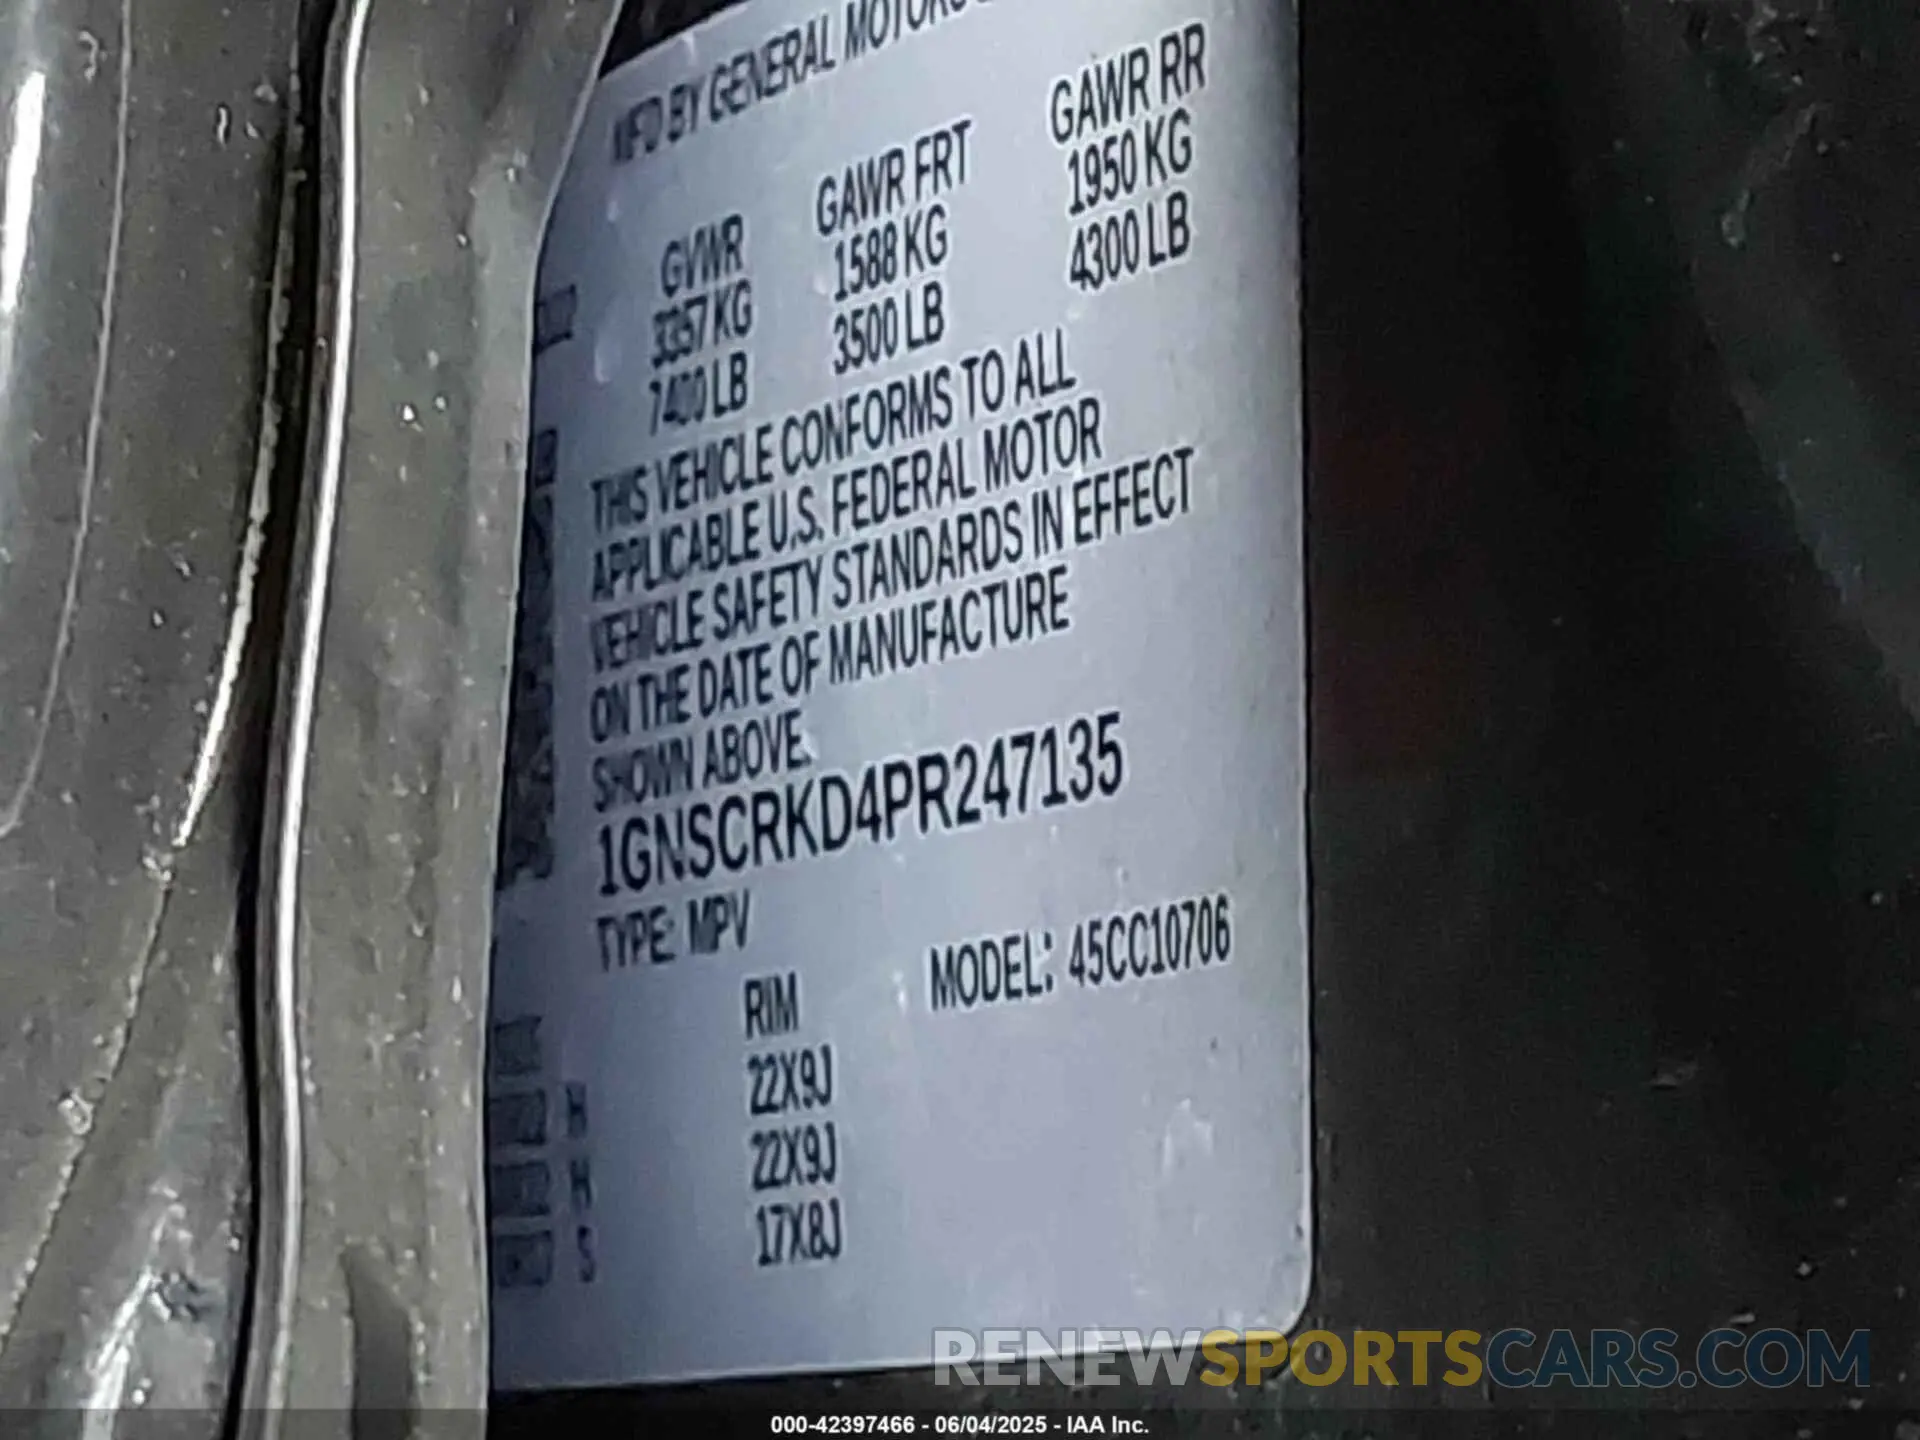 MFD BY GENERAL MOTORS
GVWR GAWR FRT GAWR RR
3357 KG 1588 KG 1950 KG
7400 LB 3500 LB 4300 LB
THIS VEHICLE CONFORMS TO ALL
APPLICABLE U.S. FEDERAL MOTOR
VEHICLE SAFETY STANDARDS IN EFFECT
ON THE DATE OF MANUFACTURE
SHOWN ABOVE.
1GNSCRKD4PR247135
TYPE: MPV MODEL: 45CC10706
RIM
H 22X9J
H 22X9J
S 17X8J
RENEWSPORTSCARS.COM
000-42397466 - 06/04/2025 - IAA Inc.